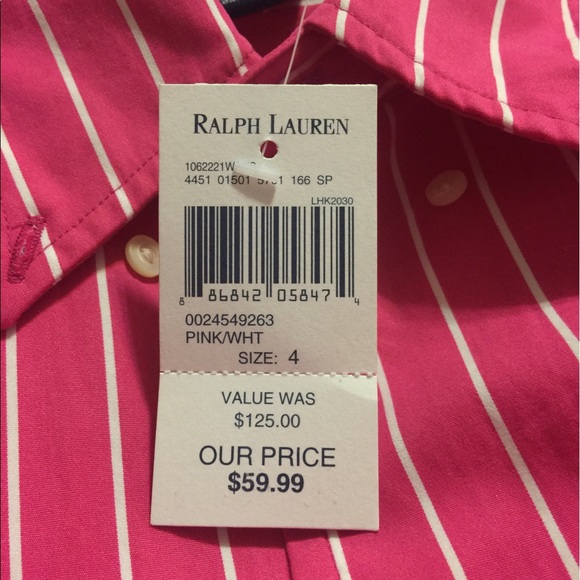 RALPH LAUREN
1062221W
4451 01501 166 SP
LHK2030
8 86842 05847 4
0024549263
PINK/WHT
SIZE: 4
VALUE WAS
$125.00
OUR PRICE
$59.99